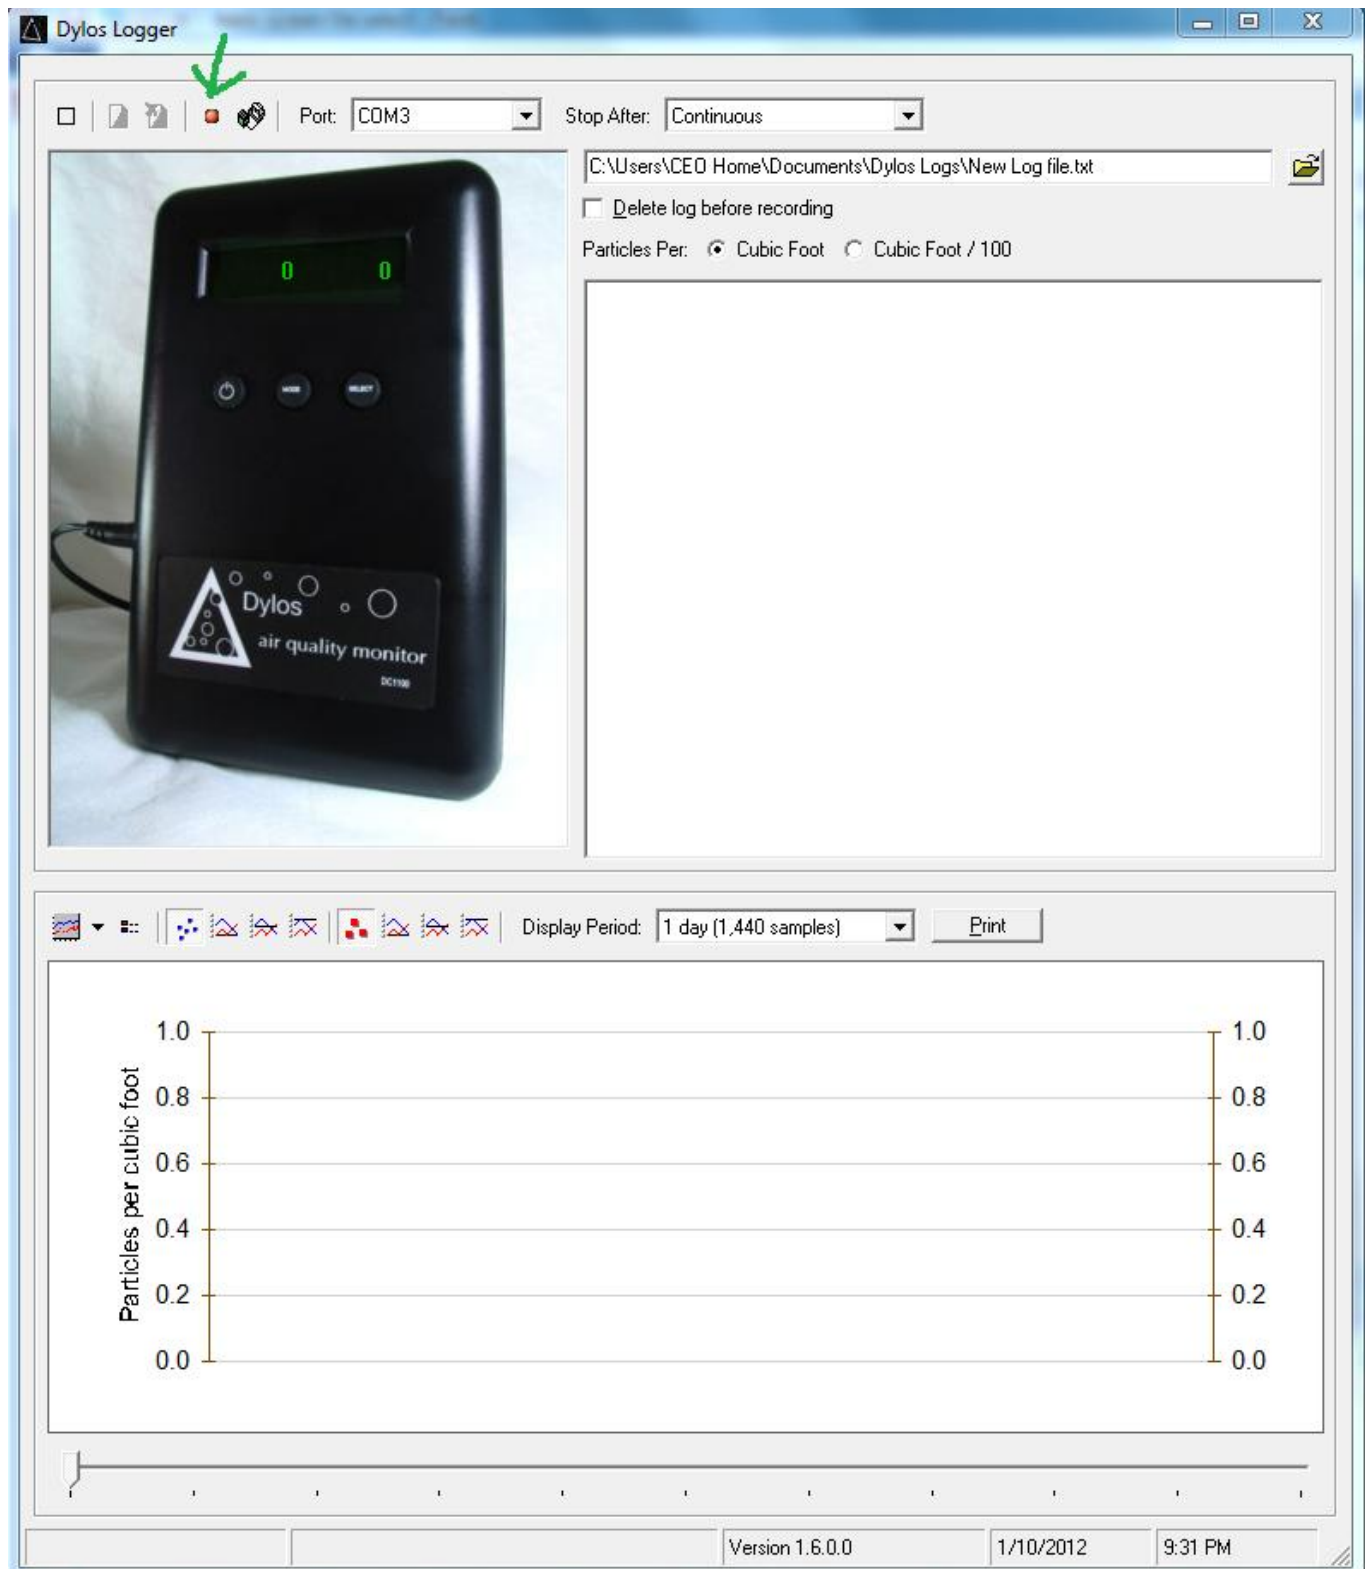 Dylos Logger
Port: COM3 Stop After: Continuous
C:\Users\CEO Home\Documents\Dylos Logs\New Log file.txt
Delete log before recording
Particles Per: Cubic Foot Cubic Foot / 100
0 0
MODE SELECT
Dylos
air quality monitor
DC1100
Display Period: 1 day (1,440 samples) Print
Particles per cubic foot
1.0 1.0
0.8 0.8
0.6 0.6
0.4 0.4
0.2 0.2
0.0 0.0
Version 1.6.0.0 1/10/2012 9:31 PM